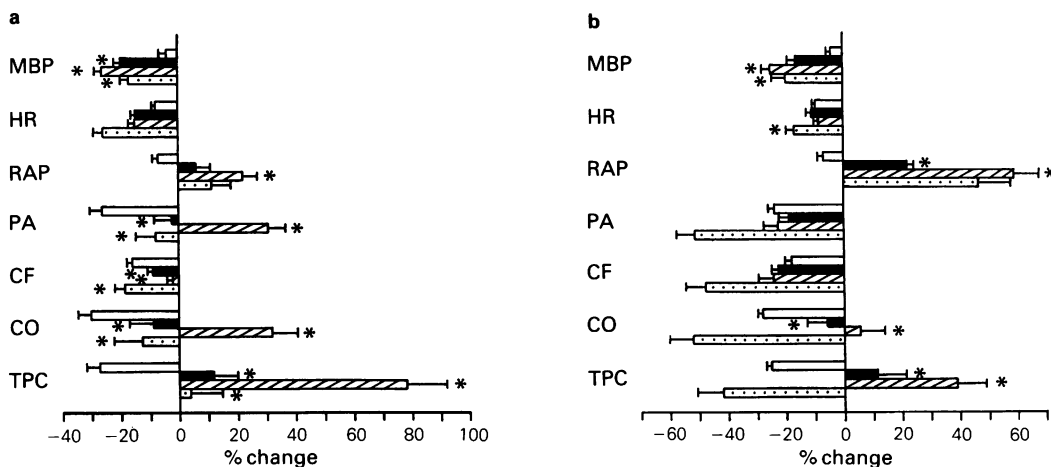 a
MBP
HR
RAP
PA
CF
CO
TPC
-40 -20 0 20 40 60 80 100
% change
b
MBP
HR
RAP
PA
CF
CO
TPC
-60 -40 -20 0 20 40 60
% change